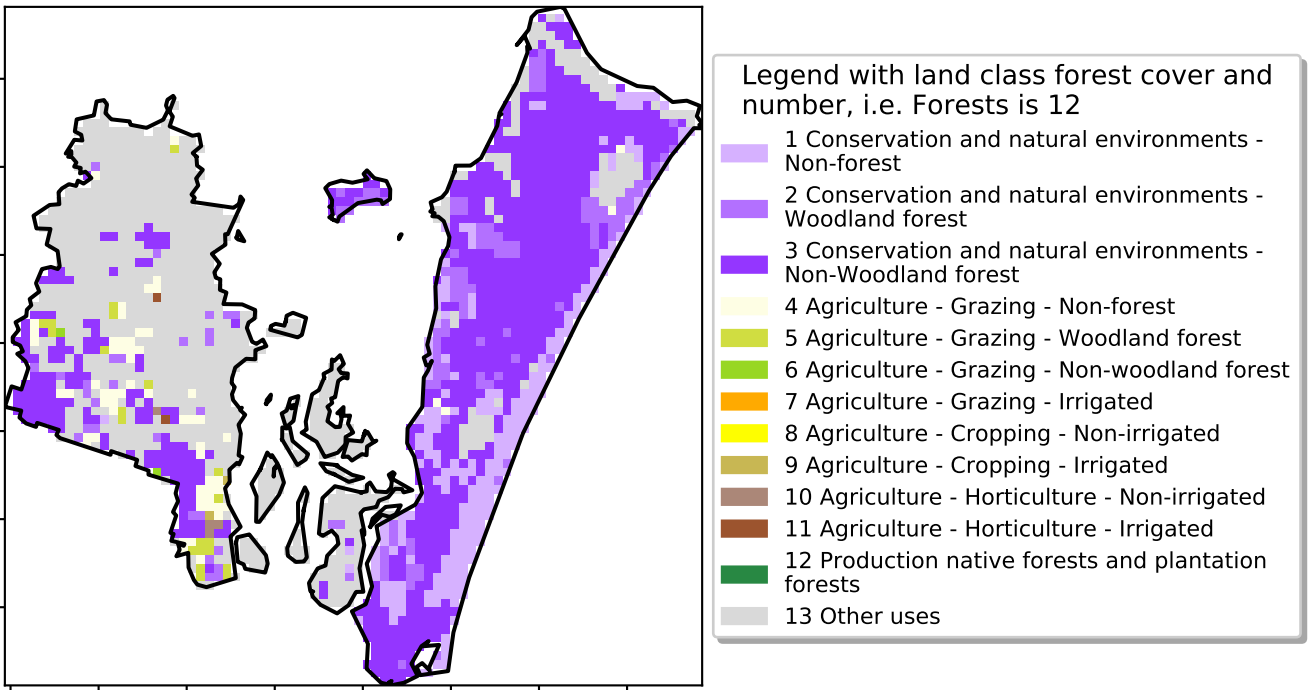 Legend with land class forest cover and
number, i.e. Forests is 12
1 Conservation and natural environments -
Non-forest
2 Conservation and natural environments -
Woodland forest
3 Conservation and natural environments -
Non-Woodland forest
4 Agriculture - Grazing - Non-forest
5 Agriculture - Grazing - Woodland forest
6 Agriculture - Grazing - Non-woodland forest
7 Agriculture - Grazing - Irrigated
8 Agriculture - Cropping - Non-irrigated
9 Agriculture - Cropping - Irrigated
10 Agriculture - Horticulture - Non-irrigated
11 Agriculture - Horticulture - Irrigated
12 Production native forests and plantation
forests
13 Other uses